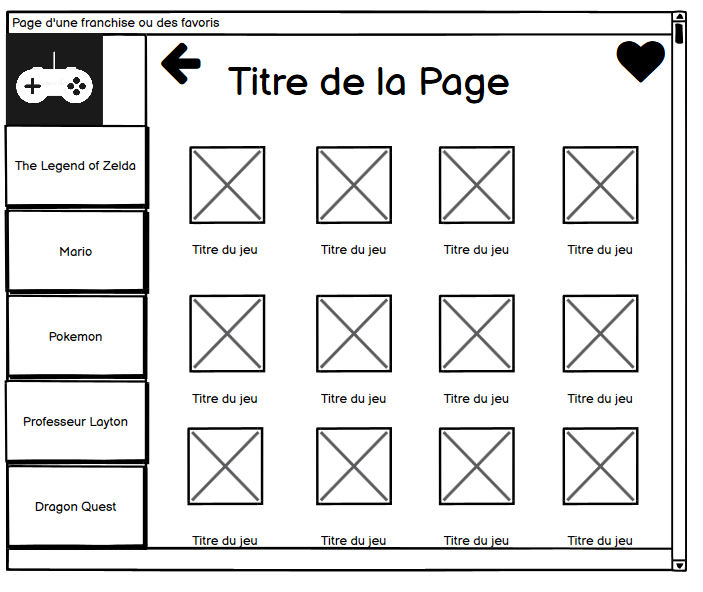 Page d'une franchise ou des favoris
Titre de la Page
The Legend of Zelda
Mario
Pokemon
Professeur Layton
Dragon Quest
Titre du jeu Titre du jeu Titre du jeu Titre du jeu
Titre du jeu Titre du jeu Titre du jeu Titre du jeu
Titre du jeu Titre du jeu Titre du jeu Titre du jeu